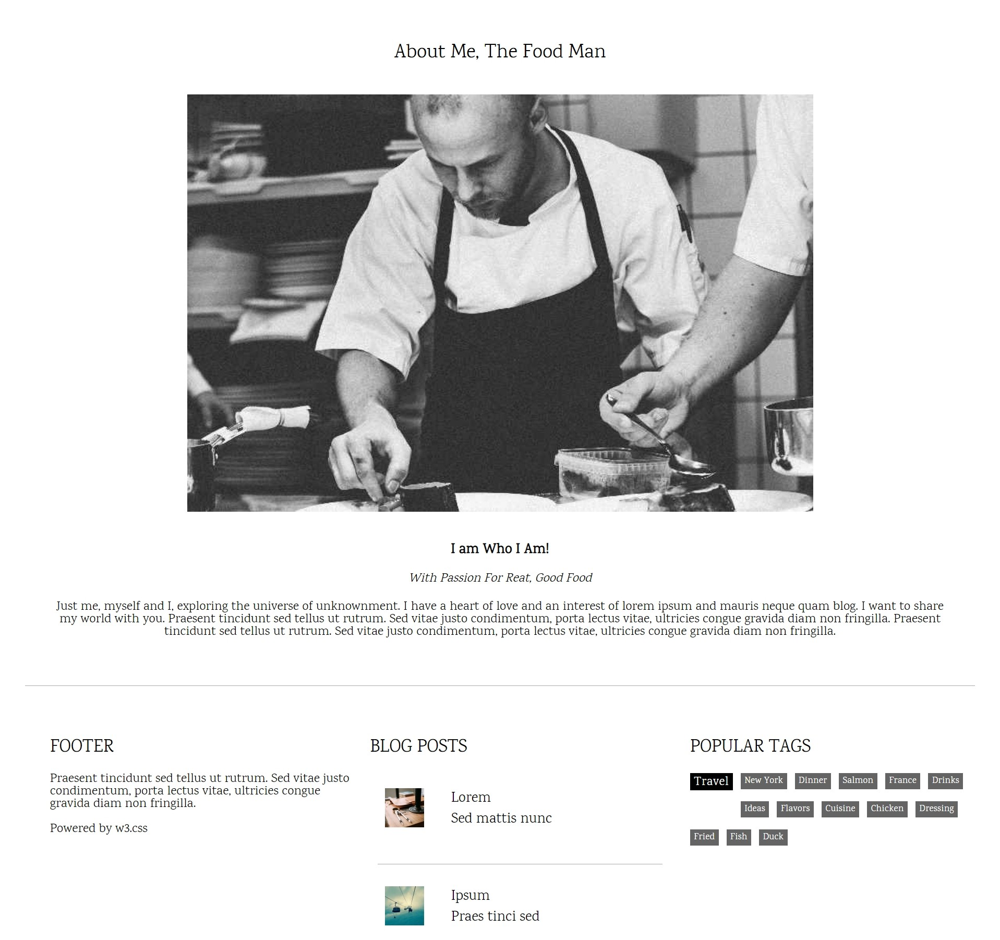 About Me, The Food Man
I am Who I Am!
With Passion For Reat, Good Food
Just me, myself and I, exploring the universe of unknownment. I have a heart of love and an interest of lorem ipsum and mauris neque quam blog. I want to share
my world with you. Praesent tincidunt sed tellus ut rutrum. Sed vitae justo condimentum, porta lectus vitae, ultricies congue gravida diam non fringilla. Praesent
tincidunt sed tellus ut rutrum. Sed vitae justo condimentum, porta lectus vitae, ultricies congue gravida diam non fringilla.
FOOTER
Praesent tincidunt sed tellus ut rutrum. Sed vitae justo
condimentum, porta lectus vitae, ultricies congue
gravida diam non fringilla.
Powered by w3.css
BLOG POSTS
Lorem
Sed mattis nunc
Ipsum
Praes tinci sed
POPULAR TAGS
Travel New York Dinner Salmon France Drinks
Ideas Flavors Cuisine Chicken Dressing
Fried Fish Duck